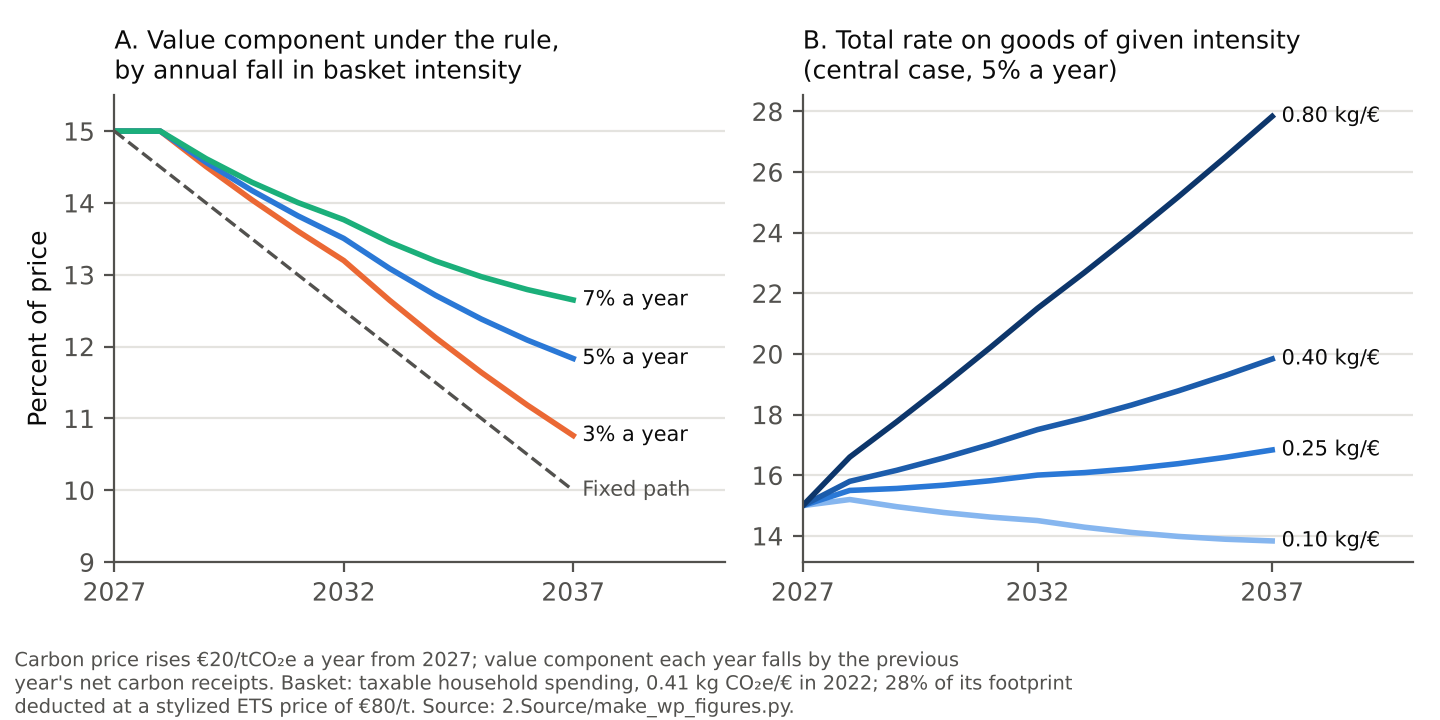 A. Value component under the rule,
by annual fall in basket intensity
Percent of price
15
14
13
12
11
10
9
2027
2032
2037
7% a year
5% a year
3% a year
Fixed path
B. Total rate on goods of given intensity
(central case, 5% a year)
28
26
24
22
20
18
16
14
2027
2032
2037
0.80 kg/€
0.40 kg/€
0.25 kg/€
0.10 kg/€
Carbon price rises €20/tCO₂e a year from 2027; value component each year falls by the previous
year's net carbon receipts. Basket: taxable household spending, 0.41 kg CO₂e/€ in 2022; 28% of its footprint
deducted at a stylized ETS price of €80/t. Source: 2.Source/make_wp_figures.py.